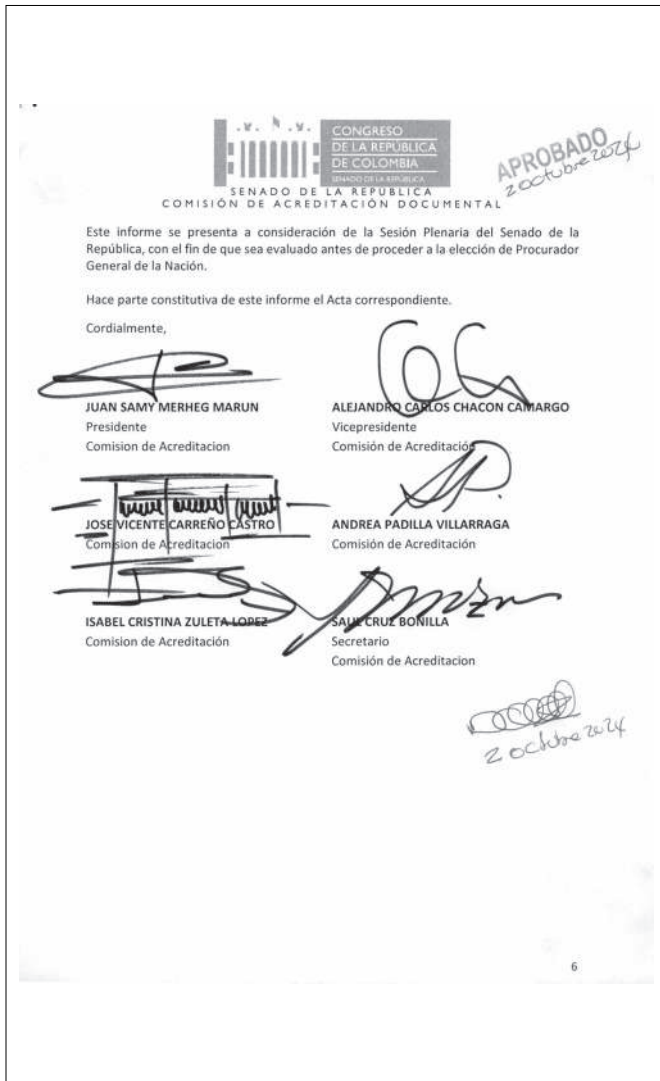 CONGRESO
DE LA REPÚBLICA
DE COLOMBIA
SENADO DE LA REPÚBLICA
SENADO DE LA REPUBLICA
COMISIÓN DE ACREDITACIÓN DOCUMENTAL
APROBADO
2 octubre 2024
Este informe se presenta a consideración de la Sesión Plenaria del Senado de la
República, con el fin de que sea evaluado antes de proceder a la elección de Procurador
General de la Nación.
Hace parte constitutiva de este informe el Acta correspondiente.
Cordialmente,
JUAN SAMY MERHEG MARUN
Presidente
Comision de Acreditacion
ALEJANDRO CARLOS CHACON CAMARGO
Vicepresidente
Comisión de Acreditación
JOSE VICENTE CARREÑO CASTRO
Comision de Acreditacion
ANDREA PADILLA VILLARRAGA
Comisión de Acreditación
ISABEL CRISTINA ZULETA LOPEZ
Comision de Acreditación
SAUL CRUZ BONILLA
Secretario
Comisión de Acreditacion
2 octubre 2024
6